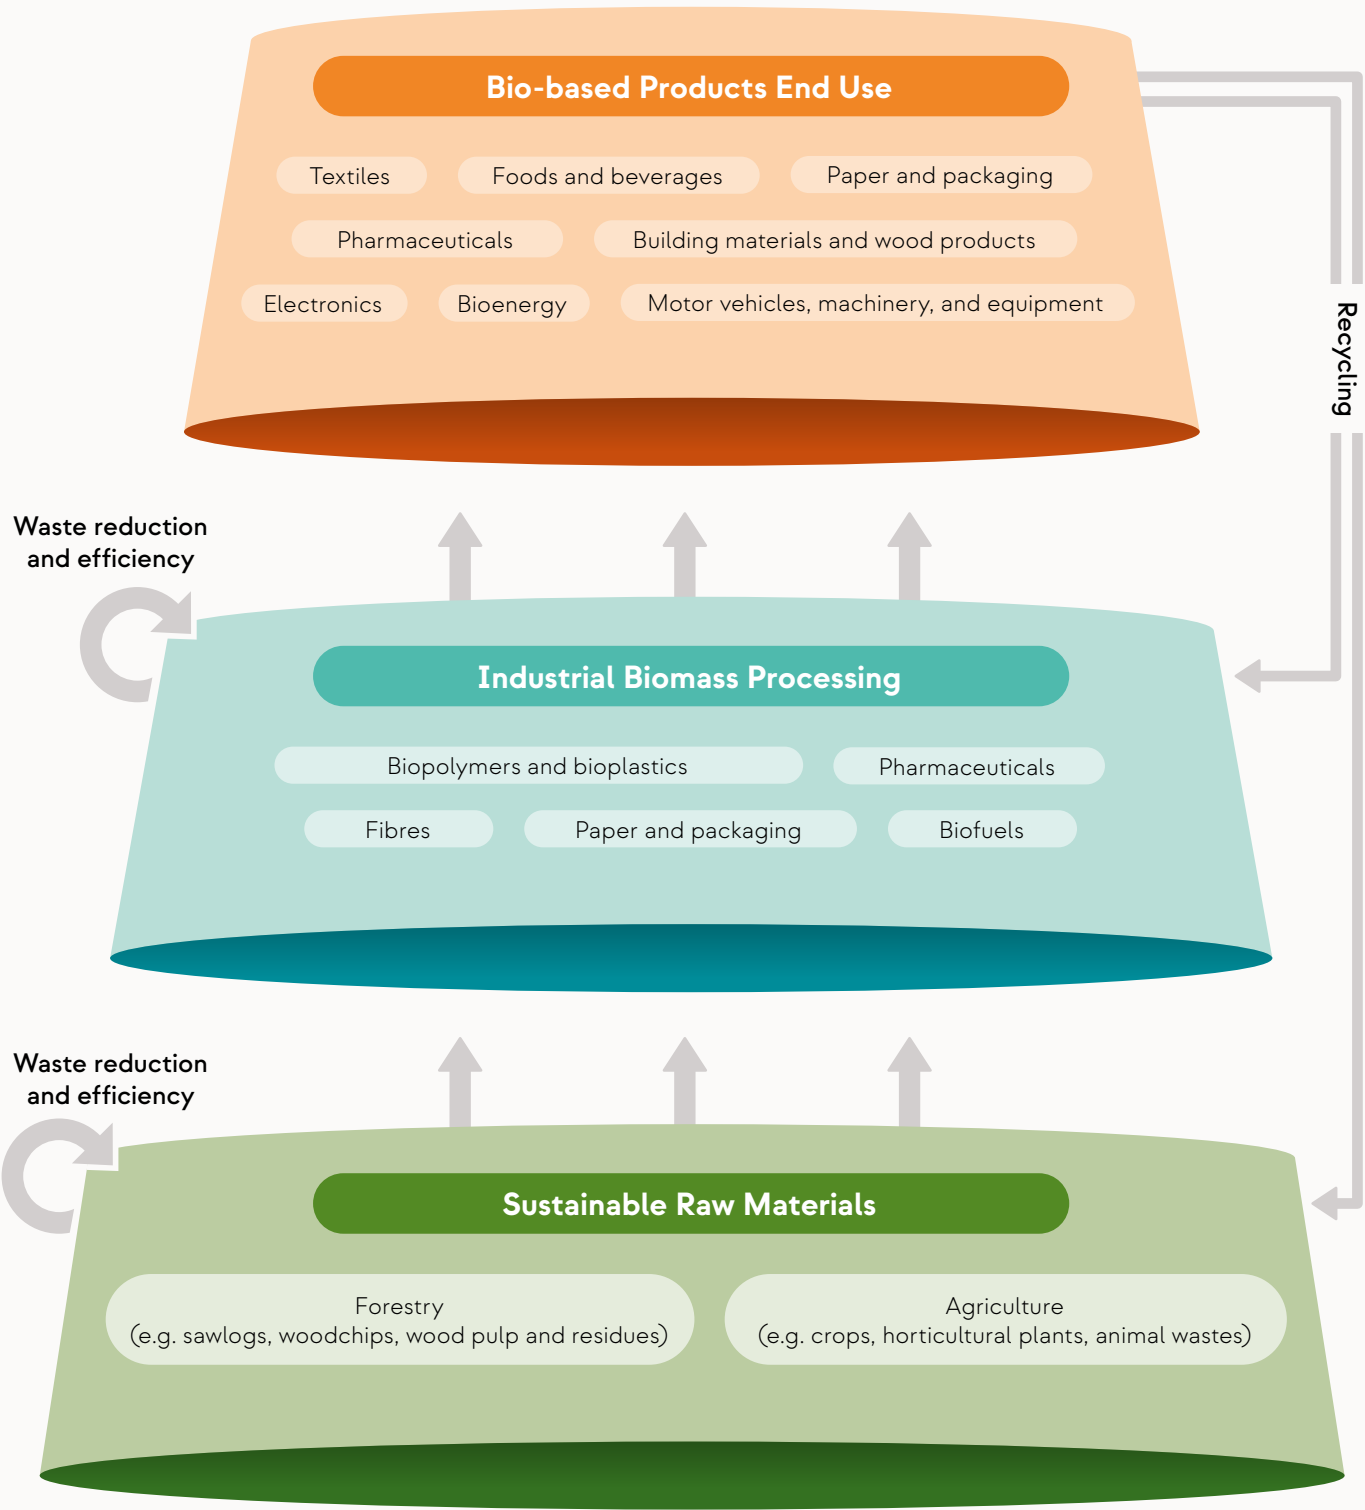 Bio-based Products End Use
Textiles
Foods and beverages
Paper and packaging
Pharmaceuticals
Building materials and wood products
Electronics
Bioenergy
Motor vehicles, machinery, and equipment
Recycling
Waste reduction
and efficiency
Industrial Biomass Processing
Biopolymers and bioplastics
Pharmaceuticals
Fibres
Paper and packaging
Biofuels
Waste reduction
and efficiency
Sustainable Raw Materials
Forestry
(e.g. sawlogs, woodchips, wood pulp and residues)
Agriculture
(e.g. crops, horticultural plants, animal wastes)